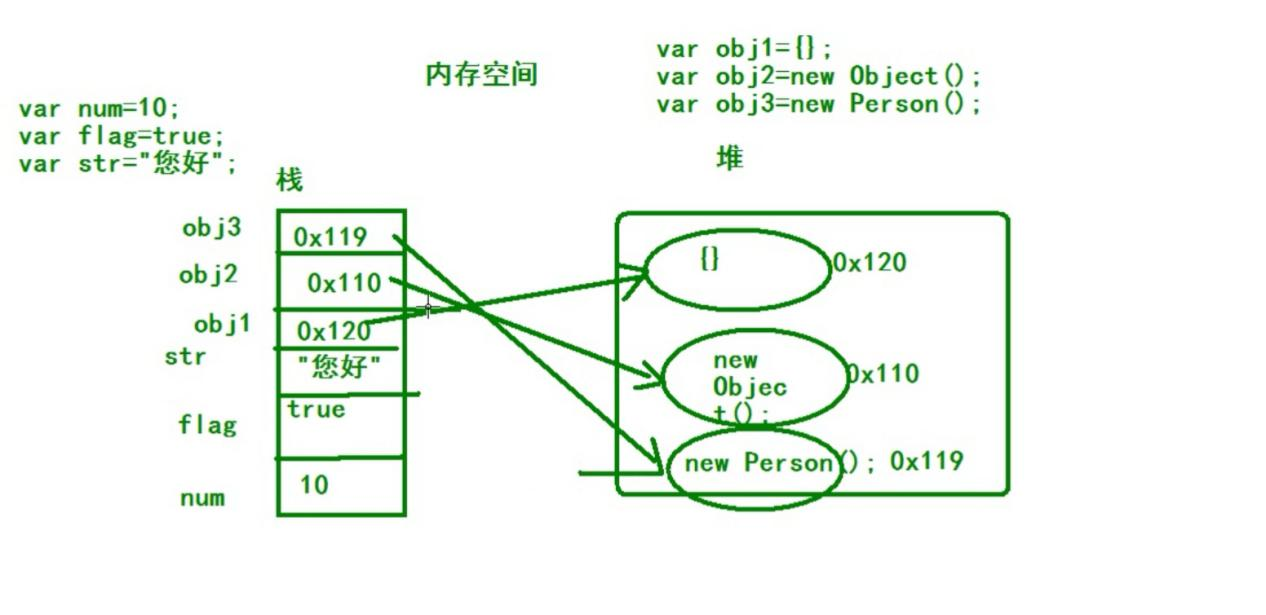 内存空间
var obj1={};
var obj2=new Object();
var obj3=new Person();
var num=10;
var flag=true;
var str="您好";
栈
堆
obj3
0x119
obj2
0x110
obj1
0x120
str
"您好"
flag
true
num
10
{}
0x120
new
Objec
t();
0x110
new Person(); 0x119